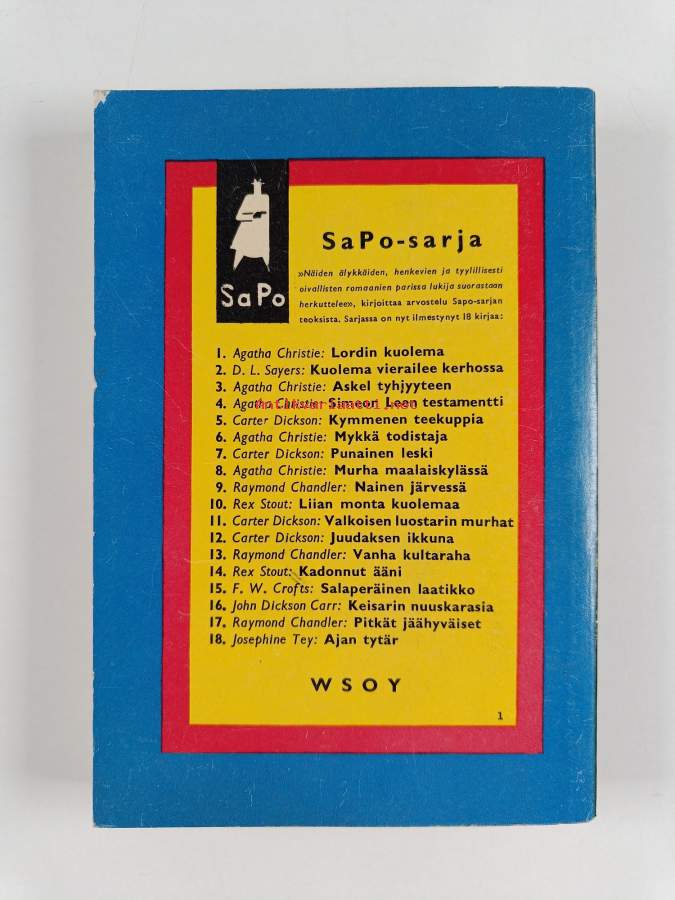 SaPo
SaPo-sarja
»Näiden älykkäiden, henkevien ja tyylillisesti
oivallisten romaanien parissa lukija suorastaan
herkuttelee», kirjoittaa arvostelu Sapo-sarjan
teoksista. Sarjassa on nyt ilmestynyt 18 kirjaa:
1. Agatha Christie: Lordin kuolema
2. D. L. Sayers: Kuolema vierailee kerhossa
3. Agatha Christie: Askel tyhjyyteen
4. Agatha Christie: Simeon Leen testamentti
antikvariaatti.net
5. Carter Dickson: Kymmenen teekuppia
6. Agatha Christie: Mykkä todistaja
7. Carter Dickson: Punainen leski
8. Agatha Christie: Murha maalaiskylässä
9. Raymond Chandler: Nainen järvessä
10. Rex Stout: Liian monta kuolemaa
11. Carter Dickson: Valkoisen luostarin murhat
12. Carter Dickson: Juudaksen ikkuna
13. Raymond Chandler: Vanha kultaraha
14. Rex Stout: Kadonnut ääni
15. F. W. Crofts: Salaperäinen laatikko
16. John Dickson Carr: Keisarin nuuskarasia
17. Raymond Chandler: Pitkät jäähyväiset
18. Josephine Tey: Ajan tytär
WSOY
1